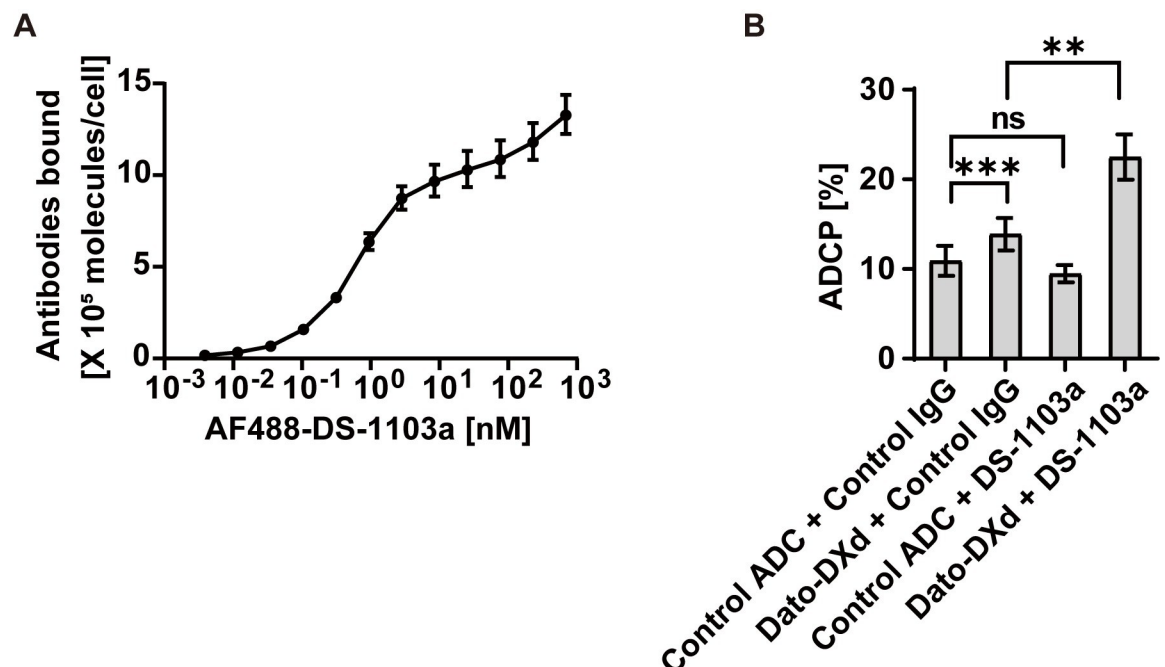 A
Antibodies bound
[X 10⁵ molecules/cell]
15
10
5
0
10⁻³ 10⁻² 10⁻¹ 10⁰ 10¹ 10² 10³
AF488-DS-1103a [nM]
B
ADCP [%]
30
20
10
0
**
ns
***
Control ADC + Control IgG
Dato-DXd + Control IgG
Control ADC + DS-1103a
Dato-DXd + DS-1103a